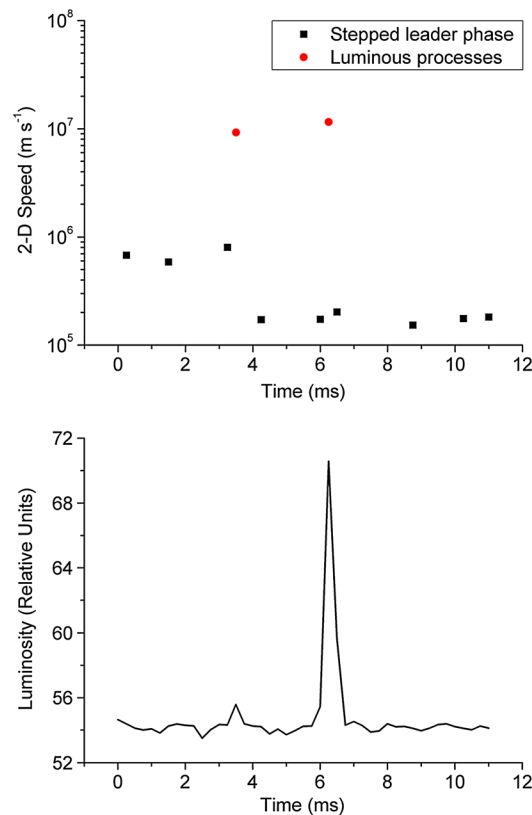 10⁸
10⁷
10⁶
10⁵
2-D Speed (m s⁻¹)
Stepped leader phase
Luminous processes
0 2 4 6 8 10 12
Time (ms)
72
68
64
60
56
52
Luminosity (Relative Units)
0 2 4 6 8 10 12
Time (ms)